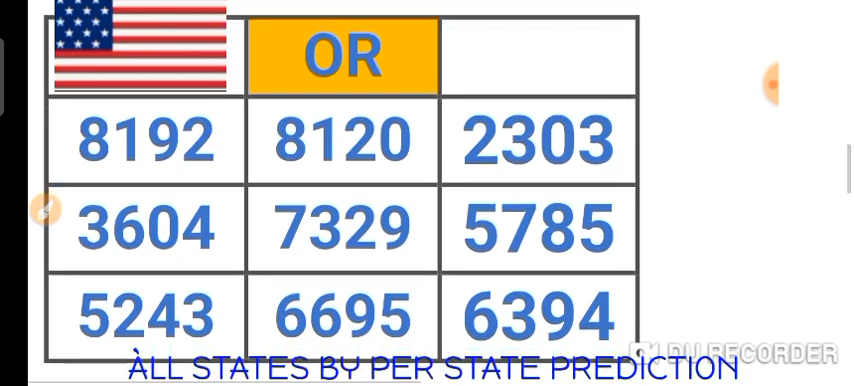 OR
8192 8120 2303
3604 7329 5785
5243 6695 6394
DU RECORDER
ÀLL STATES BY PER STATE PREDICTION